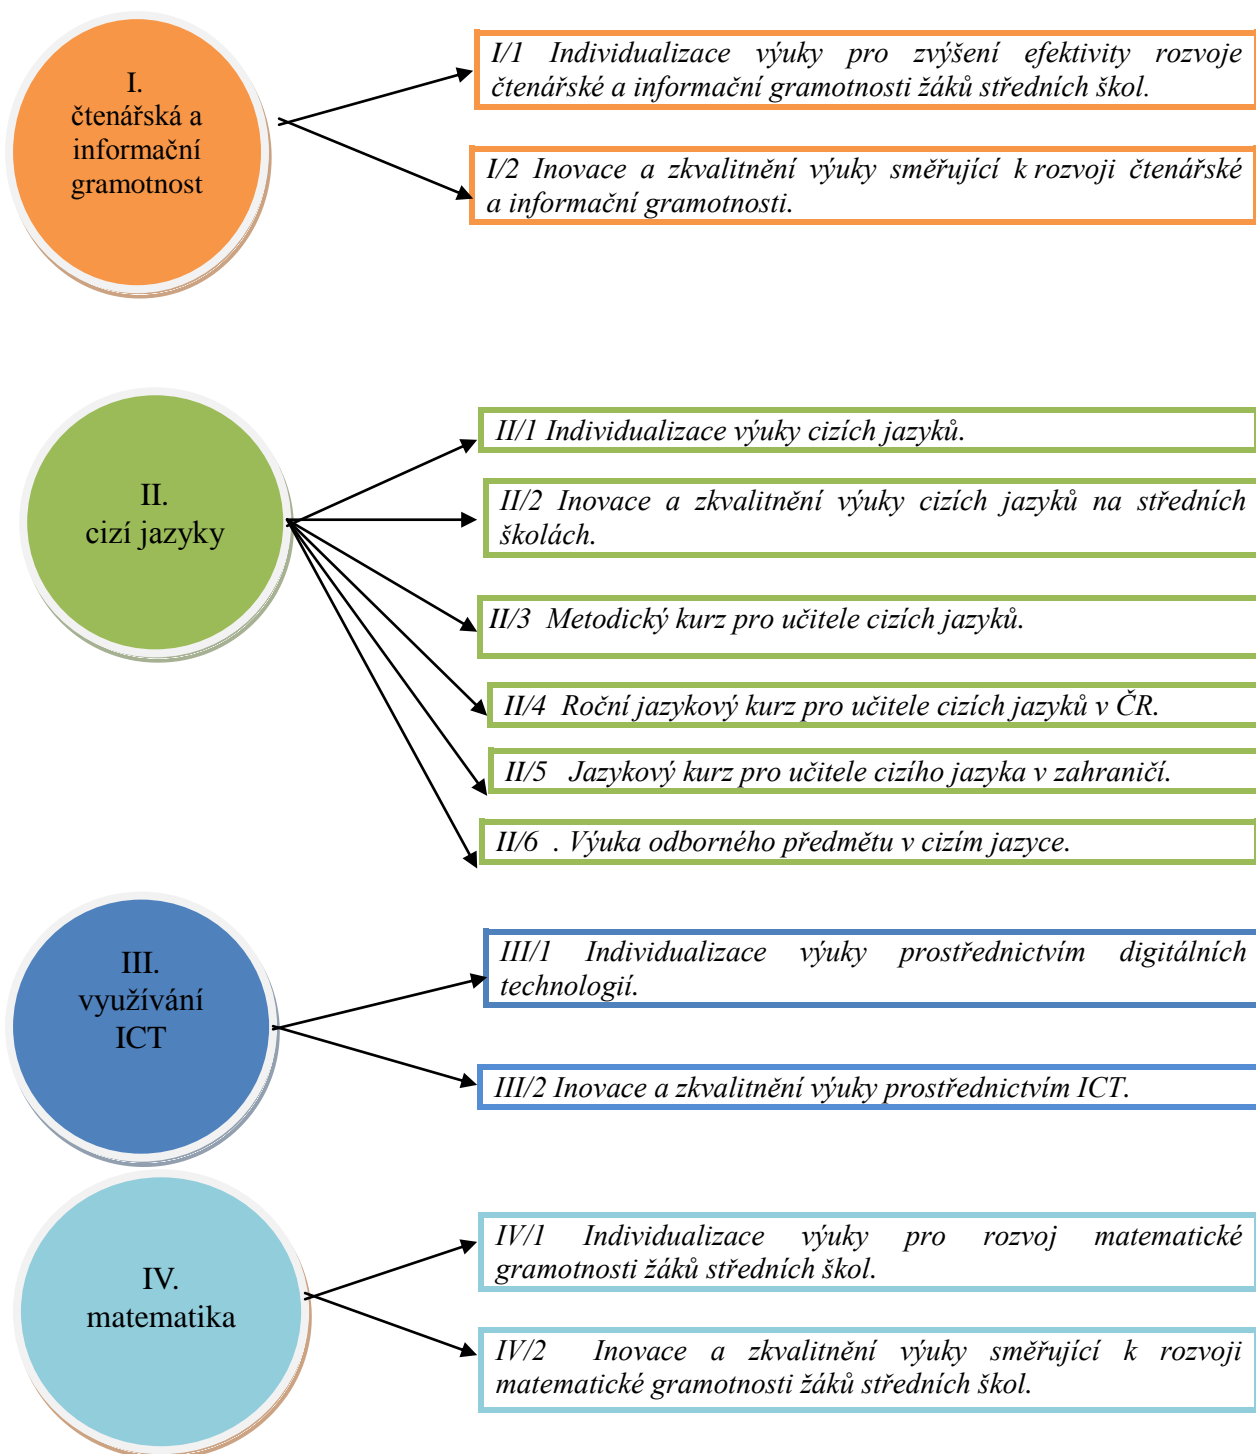 I.
čtenářská a
informační
gramotnost
I/1 Individualizace výuky pro zvýšení efektivity rozvoje
čtenářské a informační gramotnosti žáků středních škol.
I/2 Inovace a zkvalitnění výuky směřující k rozvoji čtenářské
a informační gramotnosti.
II.
cizí jazyky
II/1 Individualizace výuky cizích jazyků.
II/2 Inovace a zkvalitnění výuky cizích jazyků na středních
školách.
II/3 Metodický kurz pro učitele cizích jazyků.
II/4 Roční jazykový kurz pro učitele cizích jazyků v ČR.
II/5 Jazykový kurz pro učitele cizího jazyka v zahraničí.
II/6 . Výuka odborného předmětu v cizím jazyce.
III.
využívání
ICT
III/1 Individualizace výuky prostřednictvím digitálních
technologií.
III/2 Inovace a zkvalitnění výuky prostřednictvím ICT.
IV.
matematika
IV/1 Individualizace výuky pro rozvoj matematické
gramotnosti žáků středních škol.
IV/2 Inovace a zkvalitnění výuky směřující k rozvoji
matematické gramotnosti žáků středních škol.